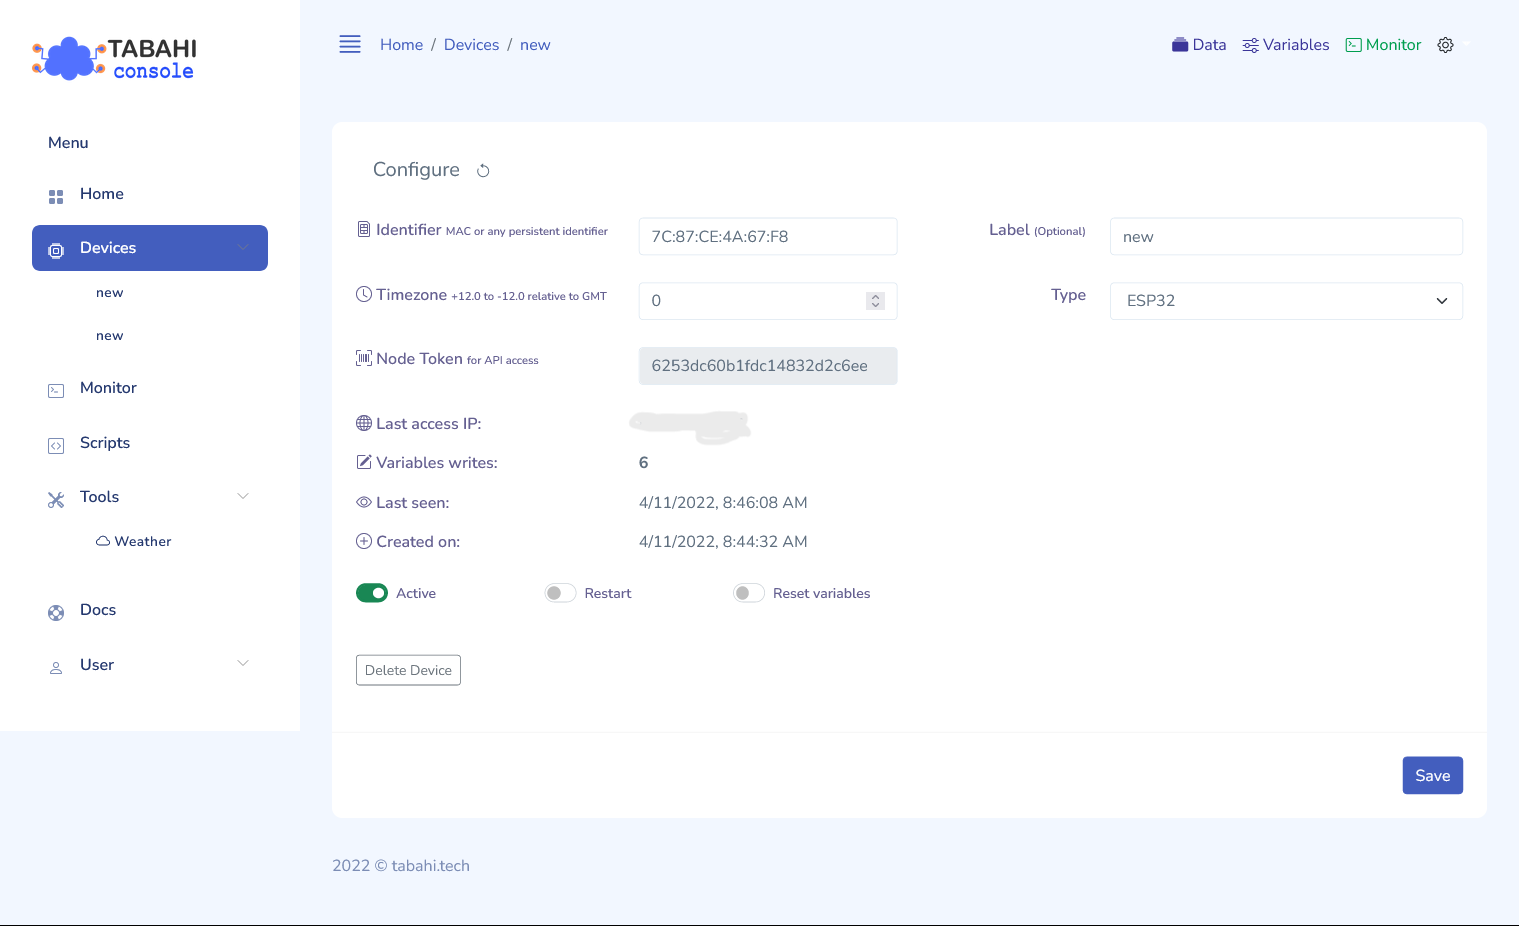 TABAHI
console
Home / Devices / new
Data
Variables
Monitor
Menu
Home
Devices
new
new
Monitor
Scripts
Tools
Weather
Docs
User
Configure
Identifier MAC or any persistent identifier
7C:87:CE:4A:67:F8
Label (Optional)
new
Timezone +12.0 to -12.0 relative to GMT
0
Type
ESP32
Node Token for API access
6253dc60b1fdc14832d2c6ee
Last access IP:
Variables writes:
6
Last seen:
4/11/2022, 8:46:08 AM
Created on:
4/11/2022, 8:44:32 AM
Active
Restart
Reset variables
Delete Device
Save
2022 © tabahi.tech